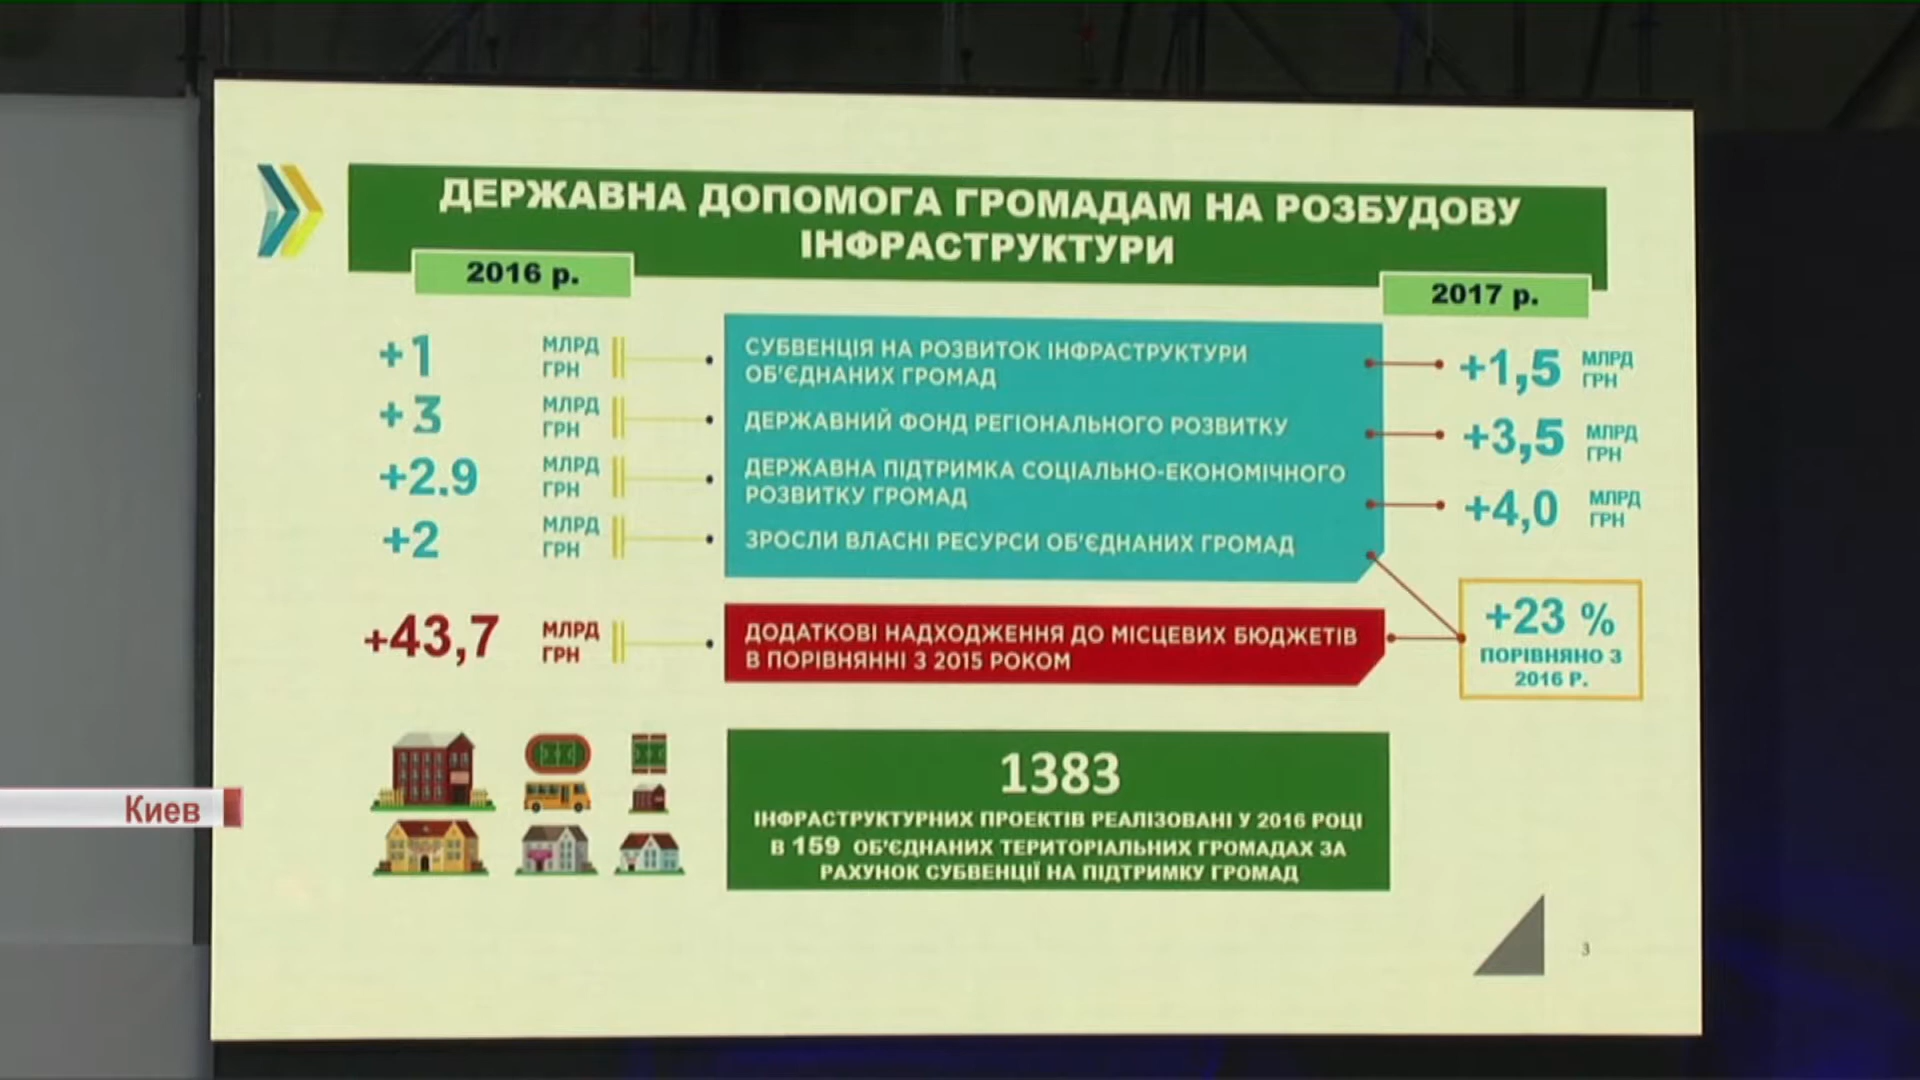 ДЕРЖАВНА ДОПОМОГА ГРОМАДАМ НА РОЗБУДОВУ
ІНФРАСТРУКТУРИ
2016 р.
2017 р.
+1 МЛРД ГРН
СУБВЕНЦІЯ НА РОЗВИТОК ІНФРАСТРУКТУРИ
ОБ'ЄДНАНИХ ГРОМАД
+1,5 МЛРД ГРН
+3 МЛРД ГРН
ДЕРЖАВНИЙ ФОНД РЕГІОНАЛЬНОГО РОЗВИТКУ
+3,5 МЛРД ГРН
+2.9 МЛРД ГРН
ДЕРЖАВНА ПІДТРИМКА СОЦІАЛЬНО-ЕКОНОМІЧНОГО
РОЗВИТКУ ГРОМАД
+4,0 МЛРД ГРН
+2 МЛРД ГРН
ЗРОСЛИ ВЛАСНІ РЕСУРСИ ОБ'ЄДНАНИХ ГРОМАД
+43,7 МЛРД ГРН
ДОДАТКОВІ НАДХОДЖЕННЯ ДО МІСЦЕВИХ БЮДЖЕТІВ
В ПОРІВНЯННІ З 2015 РОКОМ
+23 %
ПОРІВНЯНО З
2016 Р.
1383
ІНФРАСТРУКТУРНИХ ПРОЕКТІВ РЕАЛІЗОВАНІ У 2016 РОЦІ
В 159 ОБ'ЄДНАНИХ ТЕРИТОРІАЛЬНИХ ГРОМАДАХ ЗА
РАХУНОК СУБВЕНЦІЇ НА ПІДТРИМКУ ГРОМАД
Киев
3